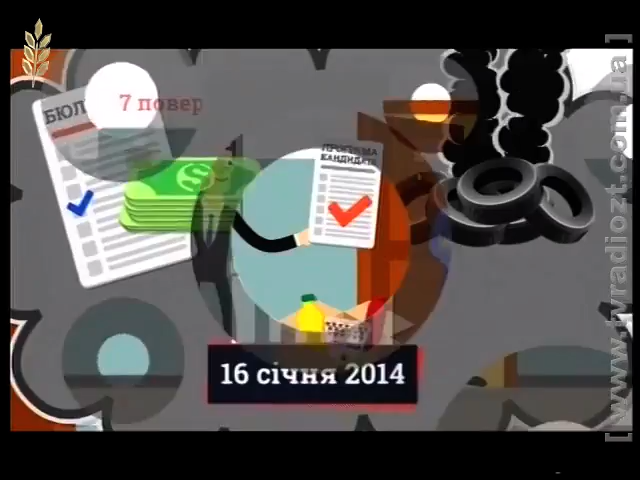 БЮЛ
7 повер
ПРОГРАМА
КАНДИДАТА
16 січня 2014
[ www.tvradiozt.com.ua ]